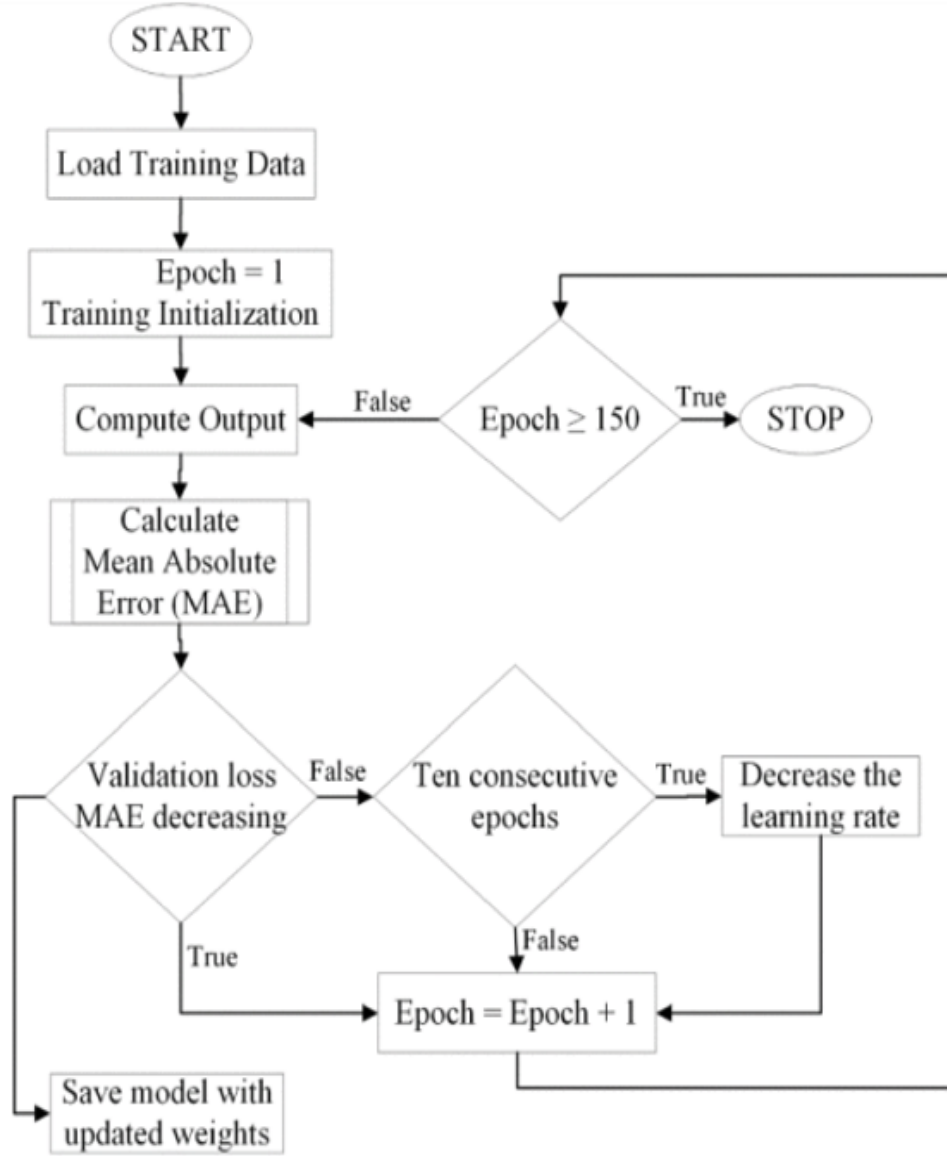 START
Load Training Data
Epoch = 1
Training Initialization
Compute Output
False
Epoch ≥ 150
True
STOP
Calculate
Mean Absolute
Error (MAE)
Validation loss
MAE decreasing
False
Ten consecutive
epochs
True
Decrease the
learning rate
True
False
Epoch = Epoch + 1
Save model with
updated weights